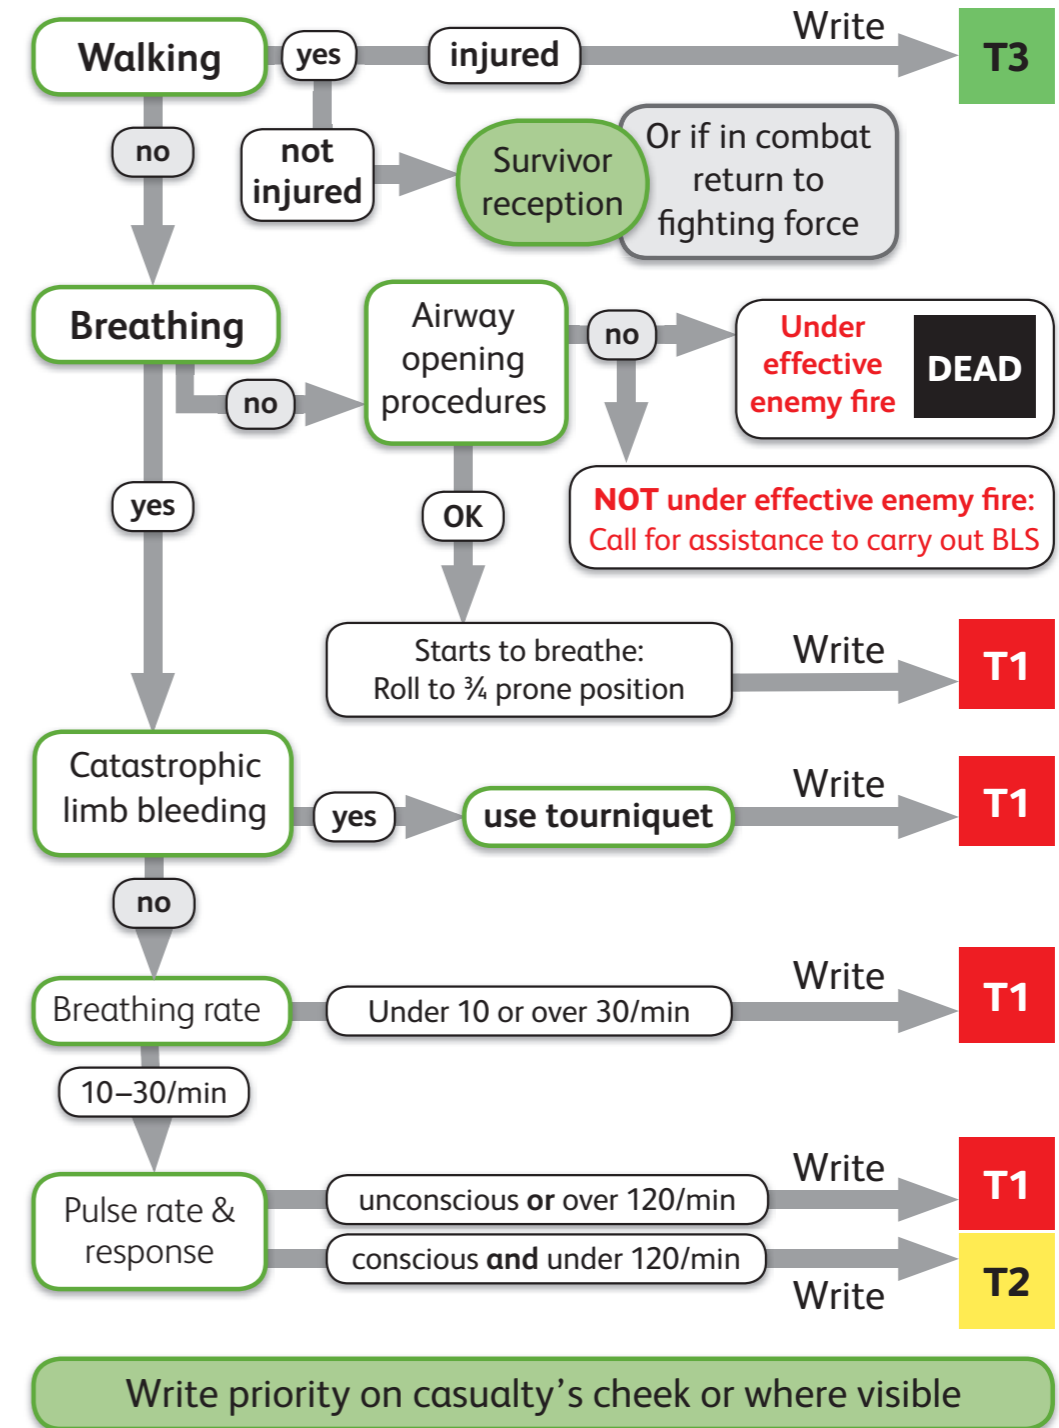 Walking
yes
injured
Write
T3
no
not
injured
Survivor
reception
Or if in combat
return to
fighting force
Breathing
no
Airway
opening
procedures
no
Under
effective
enemy fire
DEAD
NOT under effective enemy fire:
Call for assistance to carry out BLS
yes
OK
Starts to breathe:
Roll to ¾ prone position
Write
T1
Catastrophic
limb bleeding
yes
use tourniquet
Write
T1
no
Breathing rate
Under 10 or over 30/min
Write
T1
10–30/min
Pulse rate &
response
unconscious or over 120/min
Write
T1
conscious and under 120/min
Write
T2
Write priority on casualty’s cheek or where visible